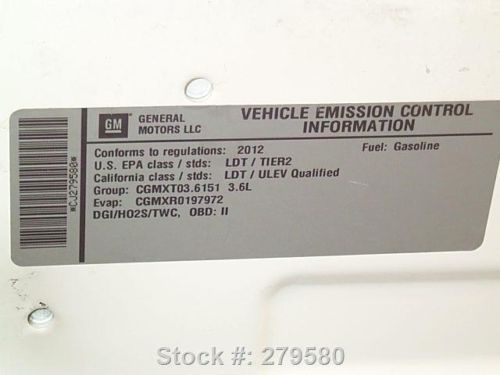 GM GENERAL MOTORS LLC
VEHICLE EMISSION CONTROL INFORMATION
Conforms to regulations: 2012 Fuel: Gasoline
U.S. EPA class / stds: LDT / TIER2
California class / stds: LDT / ULEV Qualified
Group: CGMXT03.6151 3.6L
Evap: CGMXR0197972
DGI/HO2S/TWC, OBD: II
*CJ279580*
Stock #: 279580